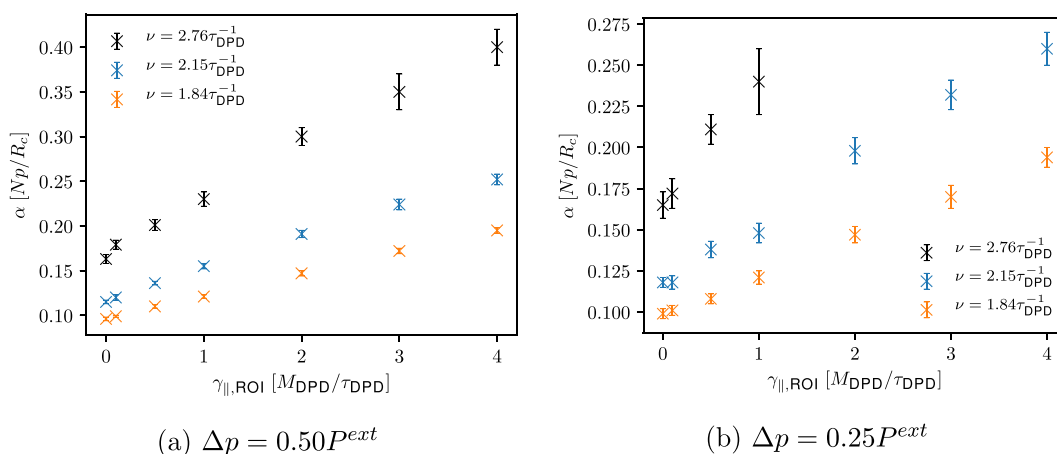 0.40
0.35
0.30
0.25
0.20
0.15
0.10
α [Np/R_c]
ν = 2.76τ_DPD^−1
ν = 2.15τ_DPD^−1
ν = 1.84τ_DPD^−1
0 1 2 3 4
γ_∥,ROI [M_DPD/τ_DPD]
(a) Δp = 0.50P^ext
0.275
0.250
0.225
0.200
0.175
0.150
0.125
0.100
α [Np/R_c]
ν = 2.76τ_DPD^−1
ν = 2.15τ_DPD^−1
ν = 1.84τ_DPD^−1
0 1 2 3 4
γ_∥,ROI [M_DPD/τ_DPD]
(b) Δp = 0.25P^ext